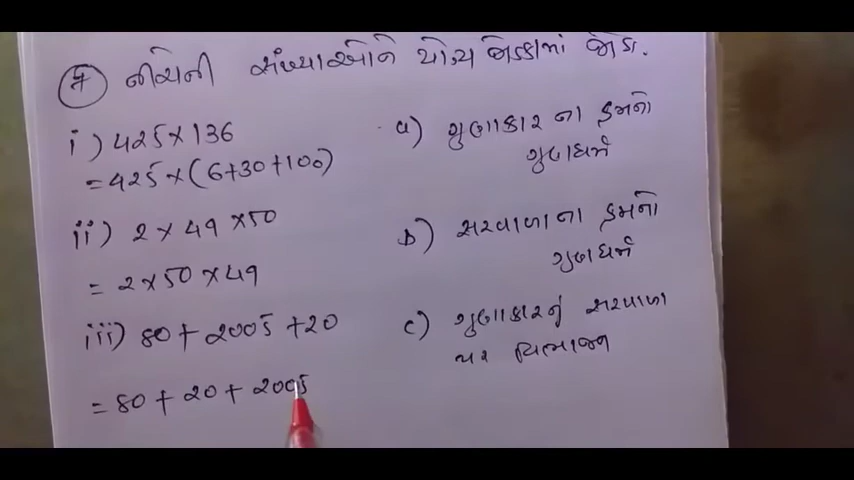 7 નીચેની સંખ્યાઓને યોગ્ય જોડકામાં જોડો.
i) 425×136
=425×(6+30+100)
ii) 2×49×50
=2×50×49
iii) 80+2005+20
=80+20+2005
a) ગુણાકાર ના ક્રમનો
ગુણધર્મ
b) સરવાળાના ક્રમનો
ગુણધર્મ
c) ગુણાકારનું સરવાળા
પર વિભાજન